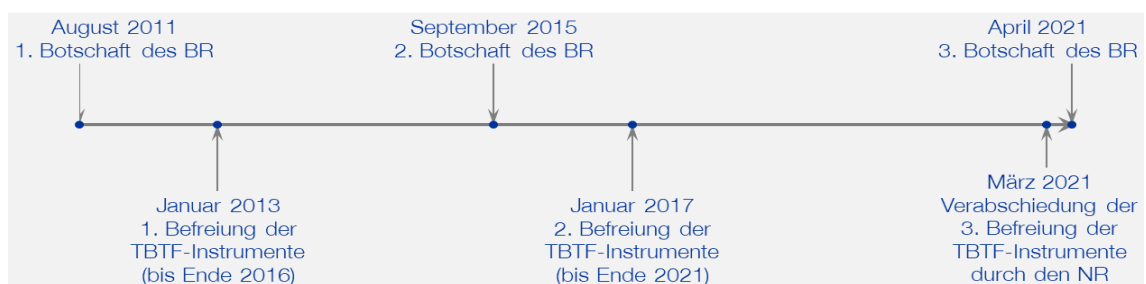 August 2011
1. Botschaft des BR
September 2015
2. Botschaft des BR
April 2021
3. Botschaft des BR
Januar 2013
1. Befreiung der
TBTF-Instrumente
(bis Ende 2016)
Januar 2017
2. Befreiung der
TBTF-Instrumente
(bis Ende 2021)
März 2021
Verabschiedung der
3. Befreiung der
TBTF-Instrumente
durch den NR